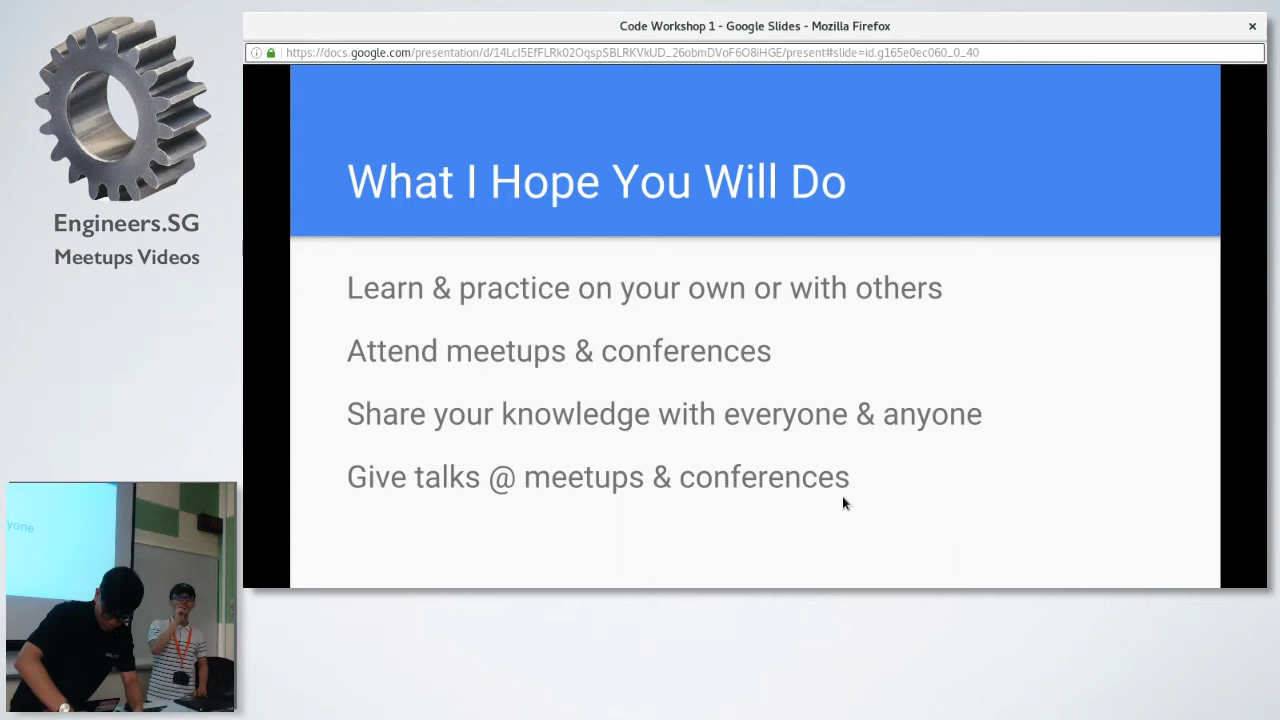 Code Workshop 1 - Google Slides - Mozilla Firefox
https://docs.google.com/presentation/d/14LcI5EfFLRk02OqspSBLRKVkUD_26obmDVoF6O8iHGE/present#slide=id.g165e0ec060_0_40
What I Hope You Will Do
Learn & practice on your own or with others
Attend meetups & conferences
Share your knowledge with everyone & anyone
Give talks @ meetups & conferences
Engineers.SG
Meetups Videos
yone